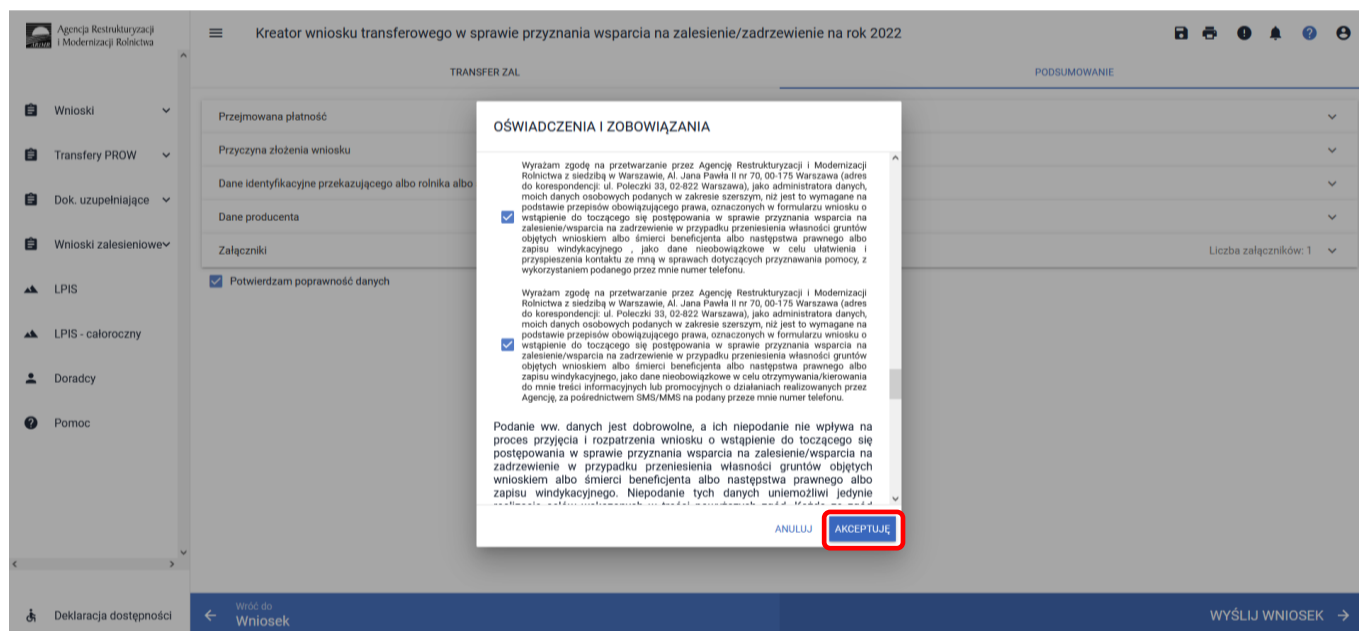 Agencja Restrukturyzacji
i Modernizacji Rolnictwa
Kreator wniosku transferowego w sprawie przyznania wsparcia na zalesienie/zadrzewienie na rok 2022
TRANSFER ZAL
PODSUMOWANIE
Wnioski
Transfery PROW
Dok. uzupełniające
Wnioski zalesieniowe
LPIS
LPIS - całoroczny
Doradcy
Pomoc
Deklaracja dostępności
Przejmowana płatność
Przyczyna złożenia wniosku
Dane identyfikacyjne przekazującego albo rolnika albo
Dane producenta
Załączniki
Liczba załączników: 1
Potwierdzam poprawność danych
OŚWIADCZENIA I ZOBOWIĄZANIA
Wyrażam zgodę na przetwarzanie przez Agencję Restrukturyzacji i Modernizacji
Rolnictwa z siedzibą w Warszawie, Al. Jana Pawła II nr 70, 00-175 Warszawa (adres
do korespondencji: ul. Poleczki 33, 02-822 Warszawa), jako administratora danych,
moich danych osobowych podanych w zakresie szerszym, niż jest to wymagane na
podstawie przepisów obowiązującego prawa, oznaczonych w formularzu wniosku o
wstąpienie do toczącego się postępowania w sprawie przyznania wsparcia na
zalesienie/wsparcia na zadrzewienie w przypadku przeniesienia własności gruntów
objętych wnioskiem albo śmierci beneficjenta albo następstwa prawnego albo
zapisu windykacyjnego , jako dane nieobowiązkowe w celu ułatwienia i
przyspieszenia kontaktu ze mną w sprawach dotyczących przyznawania pomocy, z
wykorzystaniem podanego przez mnie numer telefonu.
Wyrażam zgodę na przetwarzanie przez Agencję Restrukturyzacji i Modernizacji
Rolnictwa z siedzibą w Warszawie, Al. Jana Pawła II nr 70, 00-175 Warszawa (adres
do korespondencji: ul. Poleczki 33, 02-822 Warszawa), jako administratora danych,
moich danych osobowych podanych w zakresie szerszym, niż jest to wymagane na
podstawie przepisów obowiązującego prawa, oznaczonych w formularzu wniosku o
wstąpienie do toczącego się postępowania w sprawie przyznania wsparcia na
zalesienie/wsparcia na zadrzewienie w przypadku przeniesienia własności gruntów
objętych wnioskiem albo śmierci beneficjenta albo następstwa prawnego albo
zapisu windykacyjnego, jako dane nieobowiązkowe w celu otrzymywania/kierowania
do mnie treści informacyjnych lub promocyjnych o działaniach realizowanych przez
Agencję, za pośrednictwem SMS/MMS na podany przeze mnie numer telefonu.
Podanie ww. danych jest dobrowolne, a ich niepodanie nie wpływa na
proces przyjęcia i rozpatrzenia wniosku o wstąpienie do toczącego się
postępowania w sprawie przyznania wsparcia na zalesienie/wsparcia na
zadrzewienie w przypadku przeniesienia własności gruntów objętych
wnioskiem albo śmierci beneficjenta albo następstwa prawnego albo
zapisu windykacyjnego. Niepodanie tych danych uniemożliwi jedynie
ANULUJ
AKCEPTUJĘ
Wróć do
Wniosek
WYŚLIJ WNIOSEK